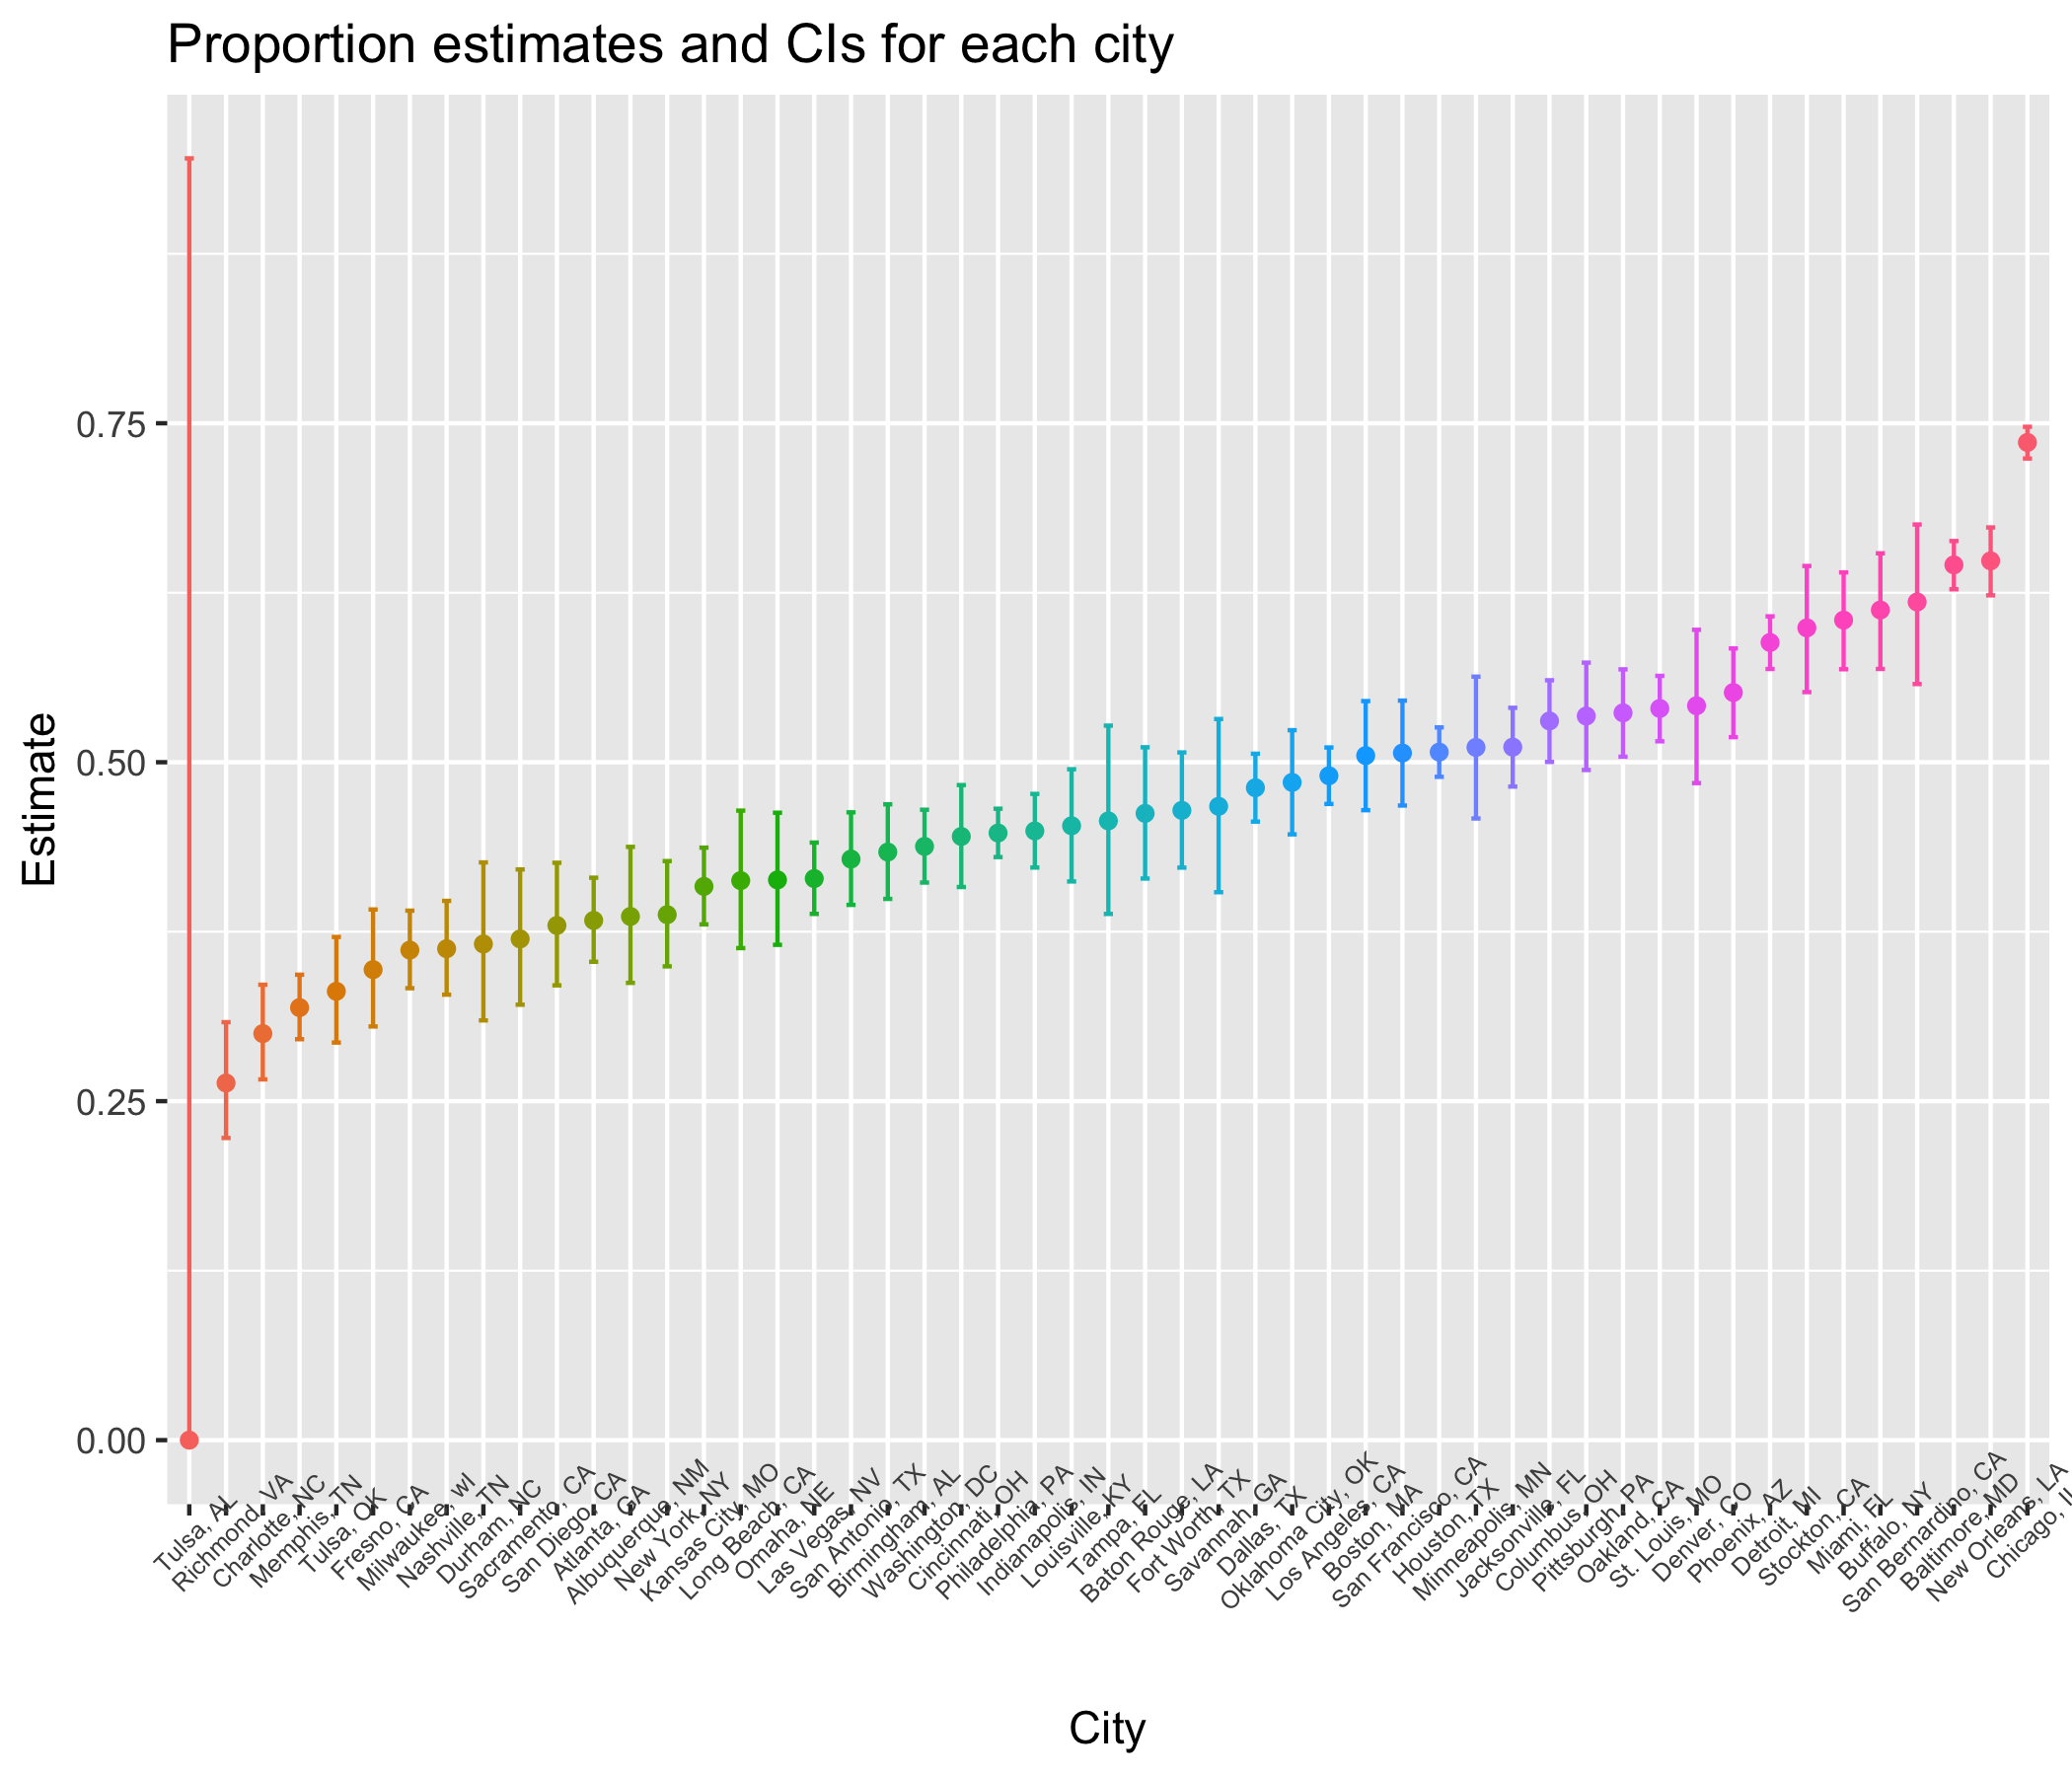 Proportion estimates and CIs for each city
Estimate
0.75
0.50
0.25
0.00
Tulsa, AL
Richmond, VA
Charlotte, NC
Memphis, TN
Tulsa, OK
Fresno, CA
Milwaukee, wI
Nashville, TN
Durham, NC
Sacramento, CA
San Diego, CA
Atlanta, GA
Albuquerque, NM
New York, NY
Kansas City, MO
Long Beach, CA
Omaha, NE
Las Vegas, NV
San Antonio, TX
Birmingham, AL
Washington, DC
Cincinnati, OH
Philadelphia, PA
Indianapolis, IN
Louisville, KY
Tampa, FL
Baton Rouge, LA
Fort Worth, TX
Savannah, GA
Dallas, TX
Oklahoma City, OK
Los Angeles, CA
Boston, MA
San Francisco, CA
Houston, TX
Minneapolis, MN
Jacksonville, FL
Columbus, OH
Pittsburgh, PA
Oakland, CA
St. Louis, MO
Denver, CO
Phoenix, AZ
Detroit, MI
Stockton, CA
Miami, FL
Buffalo, NY
San Bernardino, CA
Baltimore, MD
New Orleans, LA
Chicago,
City